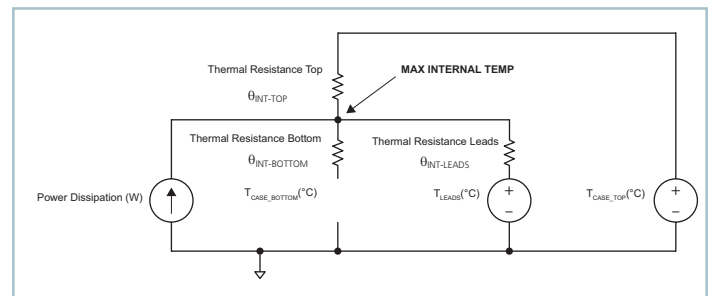 Thermal Resistance Top
MAX INTERNAL TEMP
θINT-TOP
Thermal Resistance Bottom
Thermal Resistance Leads
θINT-BOTTOM
θINT-LEADS
Power Dissipation (W)
TCASE_BOTTOM(°C)
TLEADS(°C)
+
–
TCASE_TOP(°C)
+
–